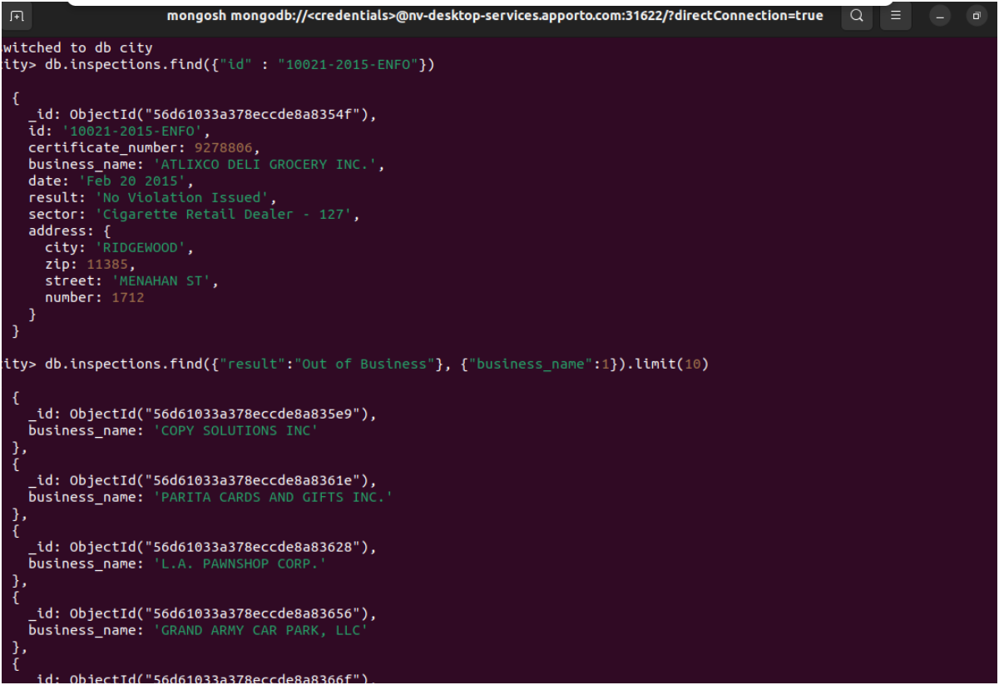 mongosh mongodb://<credentials>@nv-desktop-services.apporto.com:31622/?directConnection=true
witched to db city
ity> db.inspections.find({"id" : "10021-2015-ENFO"})
{
_id: ObjectId("56d61033a378eccde8a8354f"),
id: '10021-2015-ENFO',
certificate_number: 9278806,
business_name: 'ATLIXCO DELI GROCERY INC.',
date: 'Feb 20 2015',
result: 'No Violation Issued',
sector: 'Cigarette Retail Dealer - 127',
address: {
city: 'RIDGEWOOD',
zip: 11385,
street: 'MENAHAN ST',
number: 1712
}
}
city> db.inspections.find({"result":"Out of Business"}, {"business_name":1}).limit(10)
{
_id: ObjectId("56d61033a378eccde8a835e9"),
business_name: 'COPY SOLUTIONS INC'
},
{
_id: ObjectId("56d61033a378eccde8a8361e"),
business_name: 'PARITA CARDS AND GIFTS INC.'
},
{
_id: ObjectId("56d61033a378eccde8a83628"),
business_name: 'L.A. PAWNSHOP CORP.'
},
{
_id: ObjectId("56d61033a378eccde8a83656"),
business_name: 'GRAND ARMY CAR PARK, LLC'
},
{
_id: ObjectId("56d61033a378eccde8a8366f"),